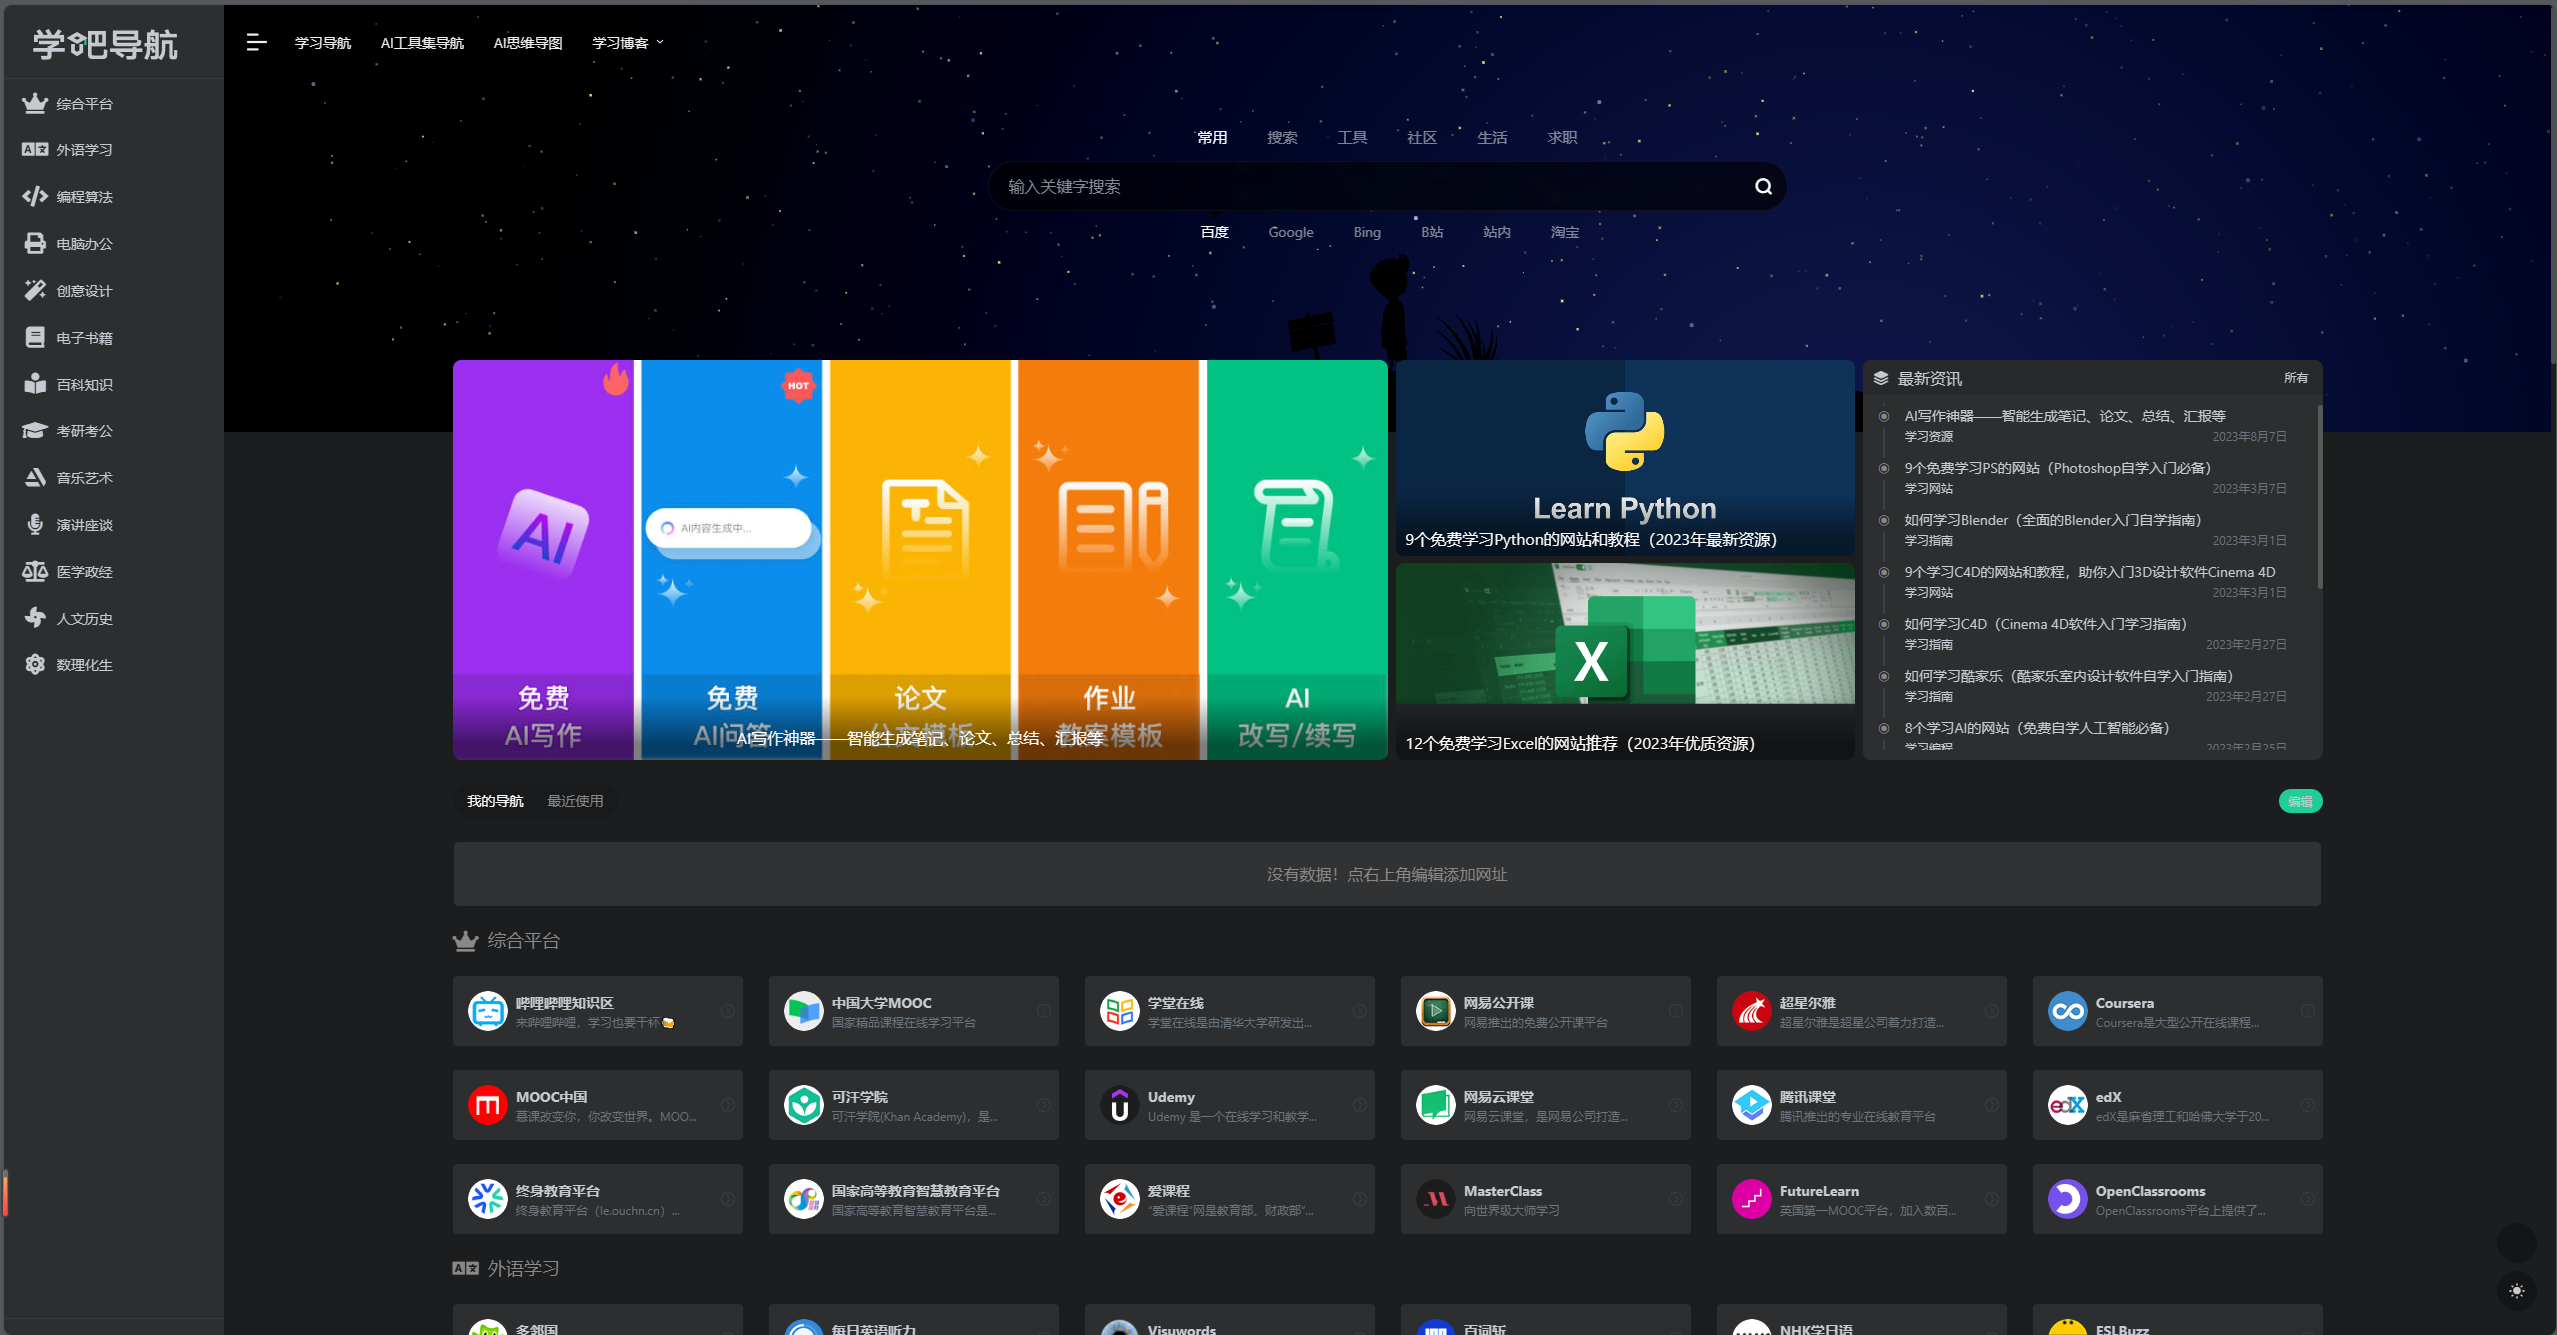 学吧导航
综合平台
外语学习
编程算法
电脑办公
创意设计
电子书籍
百科知识
考研考公
音乐艺术
演讲座谈
医学政经
人文历史
数理化生
学习导航
AI工具集导航
AI思维导图
学习博客
常用
搜索
工具
社区
生活
求职
输入关键字搜索
百度
Google
Bing
B站
站内
淘宝
HOT
AI
AI内容生成中...
免费
AI写作
免费
AI问答
论文
公文模板
作业
教案模板
AI
改写/续写
AI写作神器——智能生成笔记、论文、总结、汇报等
Learn Python
9个免费学习Python的网站和教程（2023年最新资源）
X
12个免费学习Excel的网站推荐（2023年优质资源）
最新资讯
所有
AI写作神器——智能生成笔记、论文、总结、汇报等
学习资源
2023年8月7日
9个免费学习PS的网站（Photoshop自学入门必备）
学习网站
2023年3月7日
如何学习Blender（全面的Blender入门自学指南）
学习指南
2023年3月1日
9个学习C4D的网站和教程，助你入门3D设计软件Cinema 4D
学习网站
2023年3月1日
如何学习C4D（Cinema 4D软件入门学习指南）
学习指南
2023年2月27日
如何学习酷家乐（酷家乐室内设计软件自学入门指南）
学习指南
2023年2月27日
8个学习AI的网站（免费自学人工智能必备）
学习编程
2023年2月25日
我的导航
最近使用
编辑
没有数据！点右上角编辑添加网址
综合平台
哔哩哔哩知识区
来哔哩哔哩，学习也要干杯🍻
中国大学MOOC
国家精品课程在线学习平台
学堂在线
学堂在线是由清华大学研发出...
网易公开课
网易推出的免费公开课平台
超星尔雅
超星尔雅是超星公司着力打造...
Coursera
Coursera是大型公开在线课程...
MOOC中国
慕课改变你，你改变世界。MOO...
可汗学院
可汗学院(Khan Academy)，是...
Udemy
Udemy 是一个在线学习和教学...
网易云课堂
网易云课堂，是网易公司打造...
腾讯课堂
腾讯推出的专业在线教育平台
edX
edX
edX是麻省理工和哈佛大学于20...
终身教育平台
终身教育平台（le.ouchn.cn）...
国家高等教育智慧教育平台
国家高等教育智慧教育平台是...
爱课程
“爱课程”网是教育部、财政部“...
MasterClass
向世界级大师学习
FutureLearn
英国第一MOOC平台，加入数百...
OpenClassrooms
OpenClassrooms平台上提供了...
外语学习
多邻国
每日英语听力
Visuwords
百词斩
NHK学日语
ESLBuzz